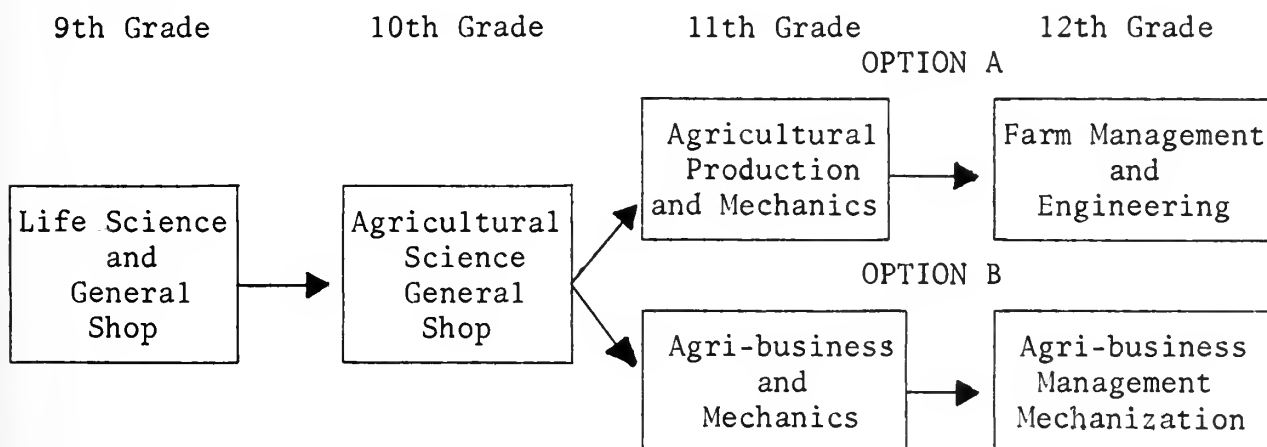 9th Grade 10th Grade 11th Grade 12th Grade
OPTION A
Life Science
and
General
Shop
Agricultural
Science
General
Shop
Agricultural
Production
and Mechanics
Farm Management
and
Engineering
OPTION B
Agri-business
and
Mechanics
Agri-business
Management
Mechanization